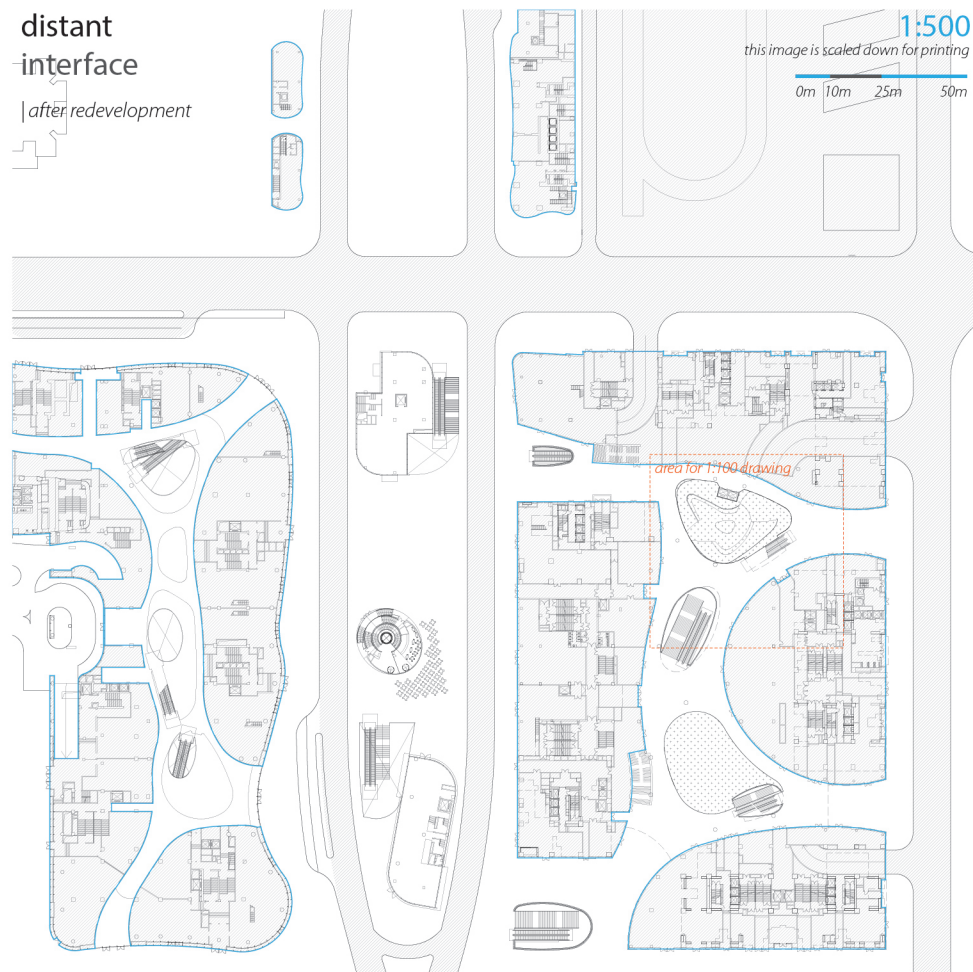 distant
interface
| after redevelopment
1:500
this image is scaled down for printing
0m 10m 25m 50m
area for 1:100 drawing